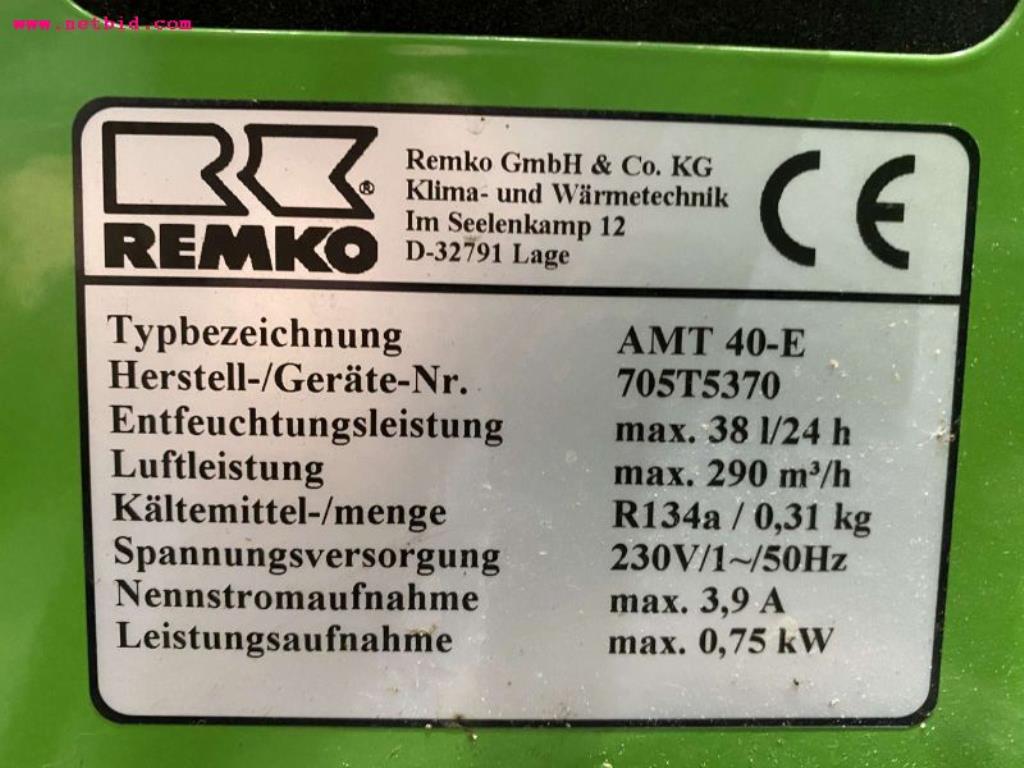 www.netbid.com
REMKO
®
Remko GmbH & Co. KG
Klima- und Wärmetechnik
Im Seelenkamp 12
D-32791 Lage
CE
Typbezeichnung AMT 40-E
Herstell-/Geräte-Nr. 705T5370
Entfeuchtungsleistung max. 38 l/24 h
Luftleistung max. 290 m³/h
Kältemittel-/menge R134a / 0,31 kg
Spannungsversorgung 230V/1~/50Hz
Nennstromaufnahme max. 3,9 A
Leistungsaufnahme max. 0,75 kW